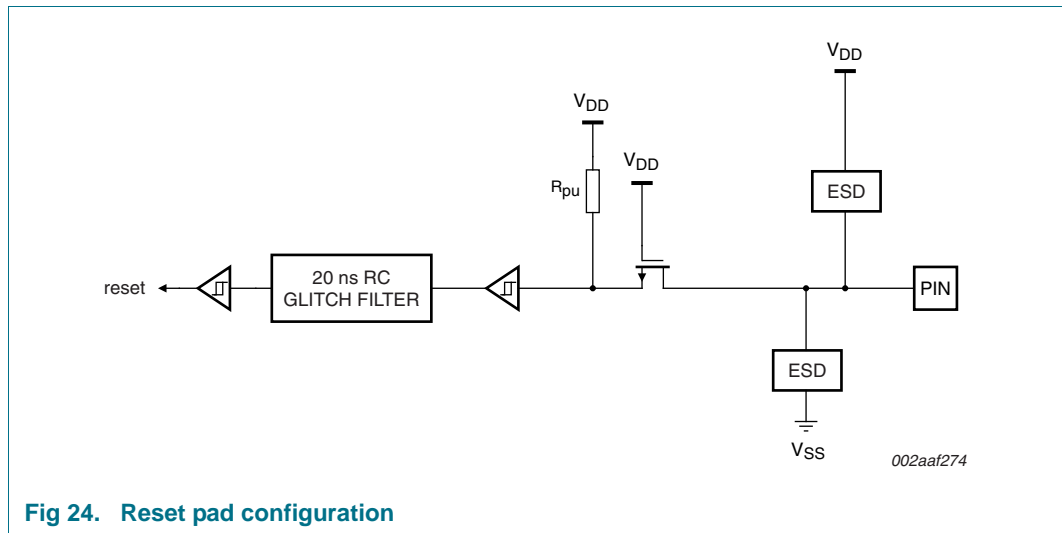 VDD
VDD
VDD
Rpu
ESD
reset
20 ns RC
GLITCH FILTER
PIN
ESD
VSS
002aaf274
Fig 24. Reset pad configuration